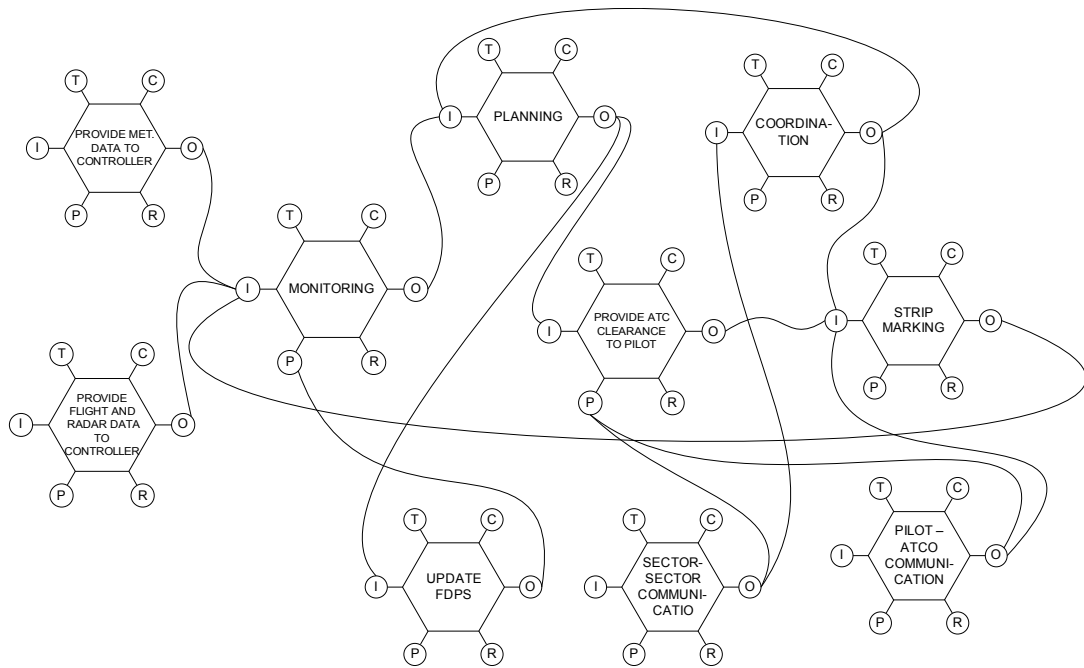 T
C
I
PROVIDE MET.
DATA TO
CONTROLLER
O
P
R
T
C
I
PLANNING
O
P
R
T
C
I
COORDINA-
TION
O
P
R
T
C
I
MONITORING
O
P
R
T
C
I
PROVIDE ATC
CLEARANCE
TO PILOT
O
P
R
T
C
I
STRIP
MARKING
O
P
R
T
C
I
PROVIDE
FLIGHT AND
RADAR DATA
TO
CONTROLLER
O
P
R
T
C
I
UPDATE
FDPS
O
P
R
T
C
I
SECTOR-
SECTOR
COMMUNI-
CATIO
O
P
R
T
C
I
PILOT –
ATCO
COMMUNI-
CATION
O
P
R